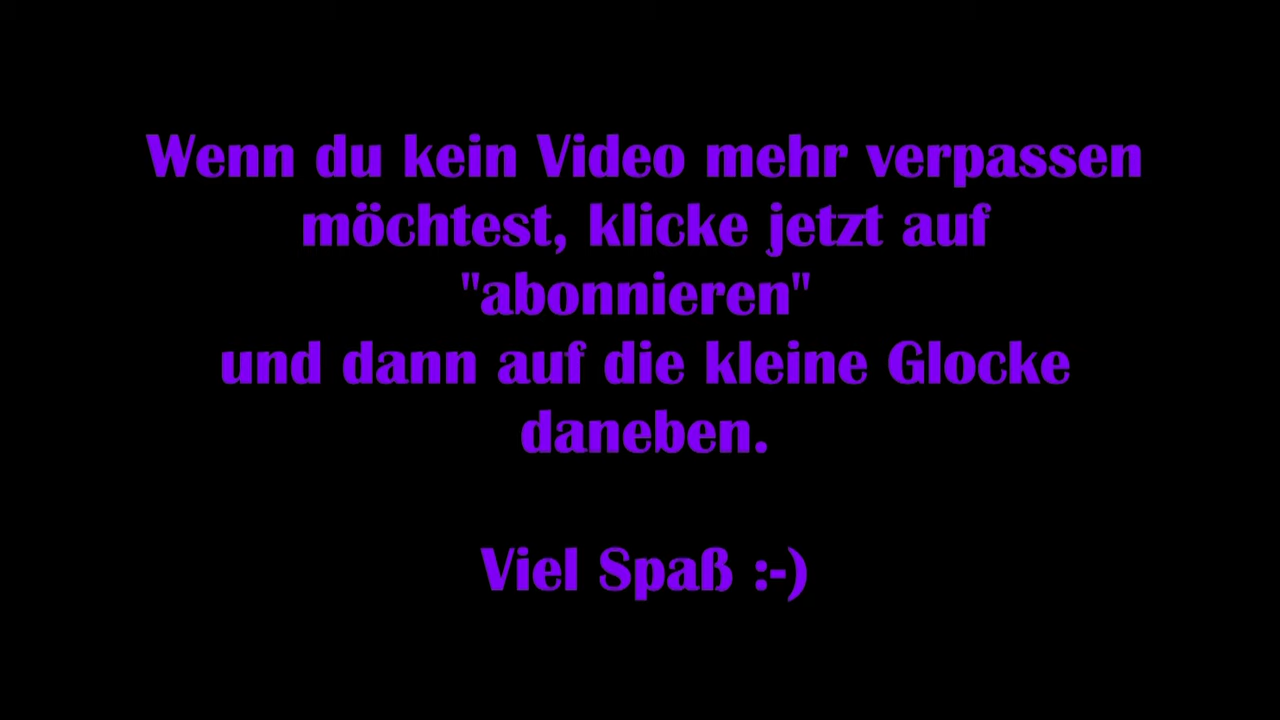 Wenn du kein Video mehr verpassen
möchtest, klicke jetzt auf
"abonnieren"
und dann auf die kleine Glocke
daneben.
Viel Spaß :-)